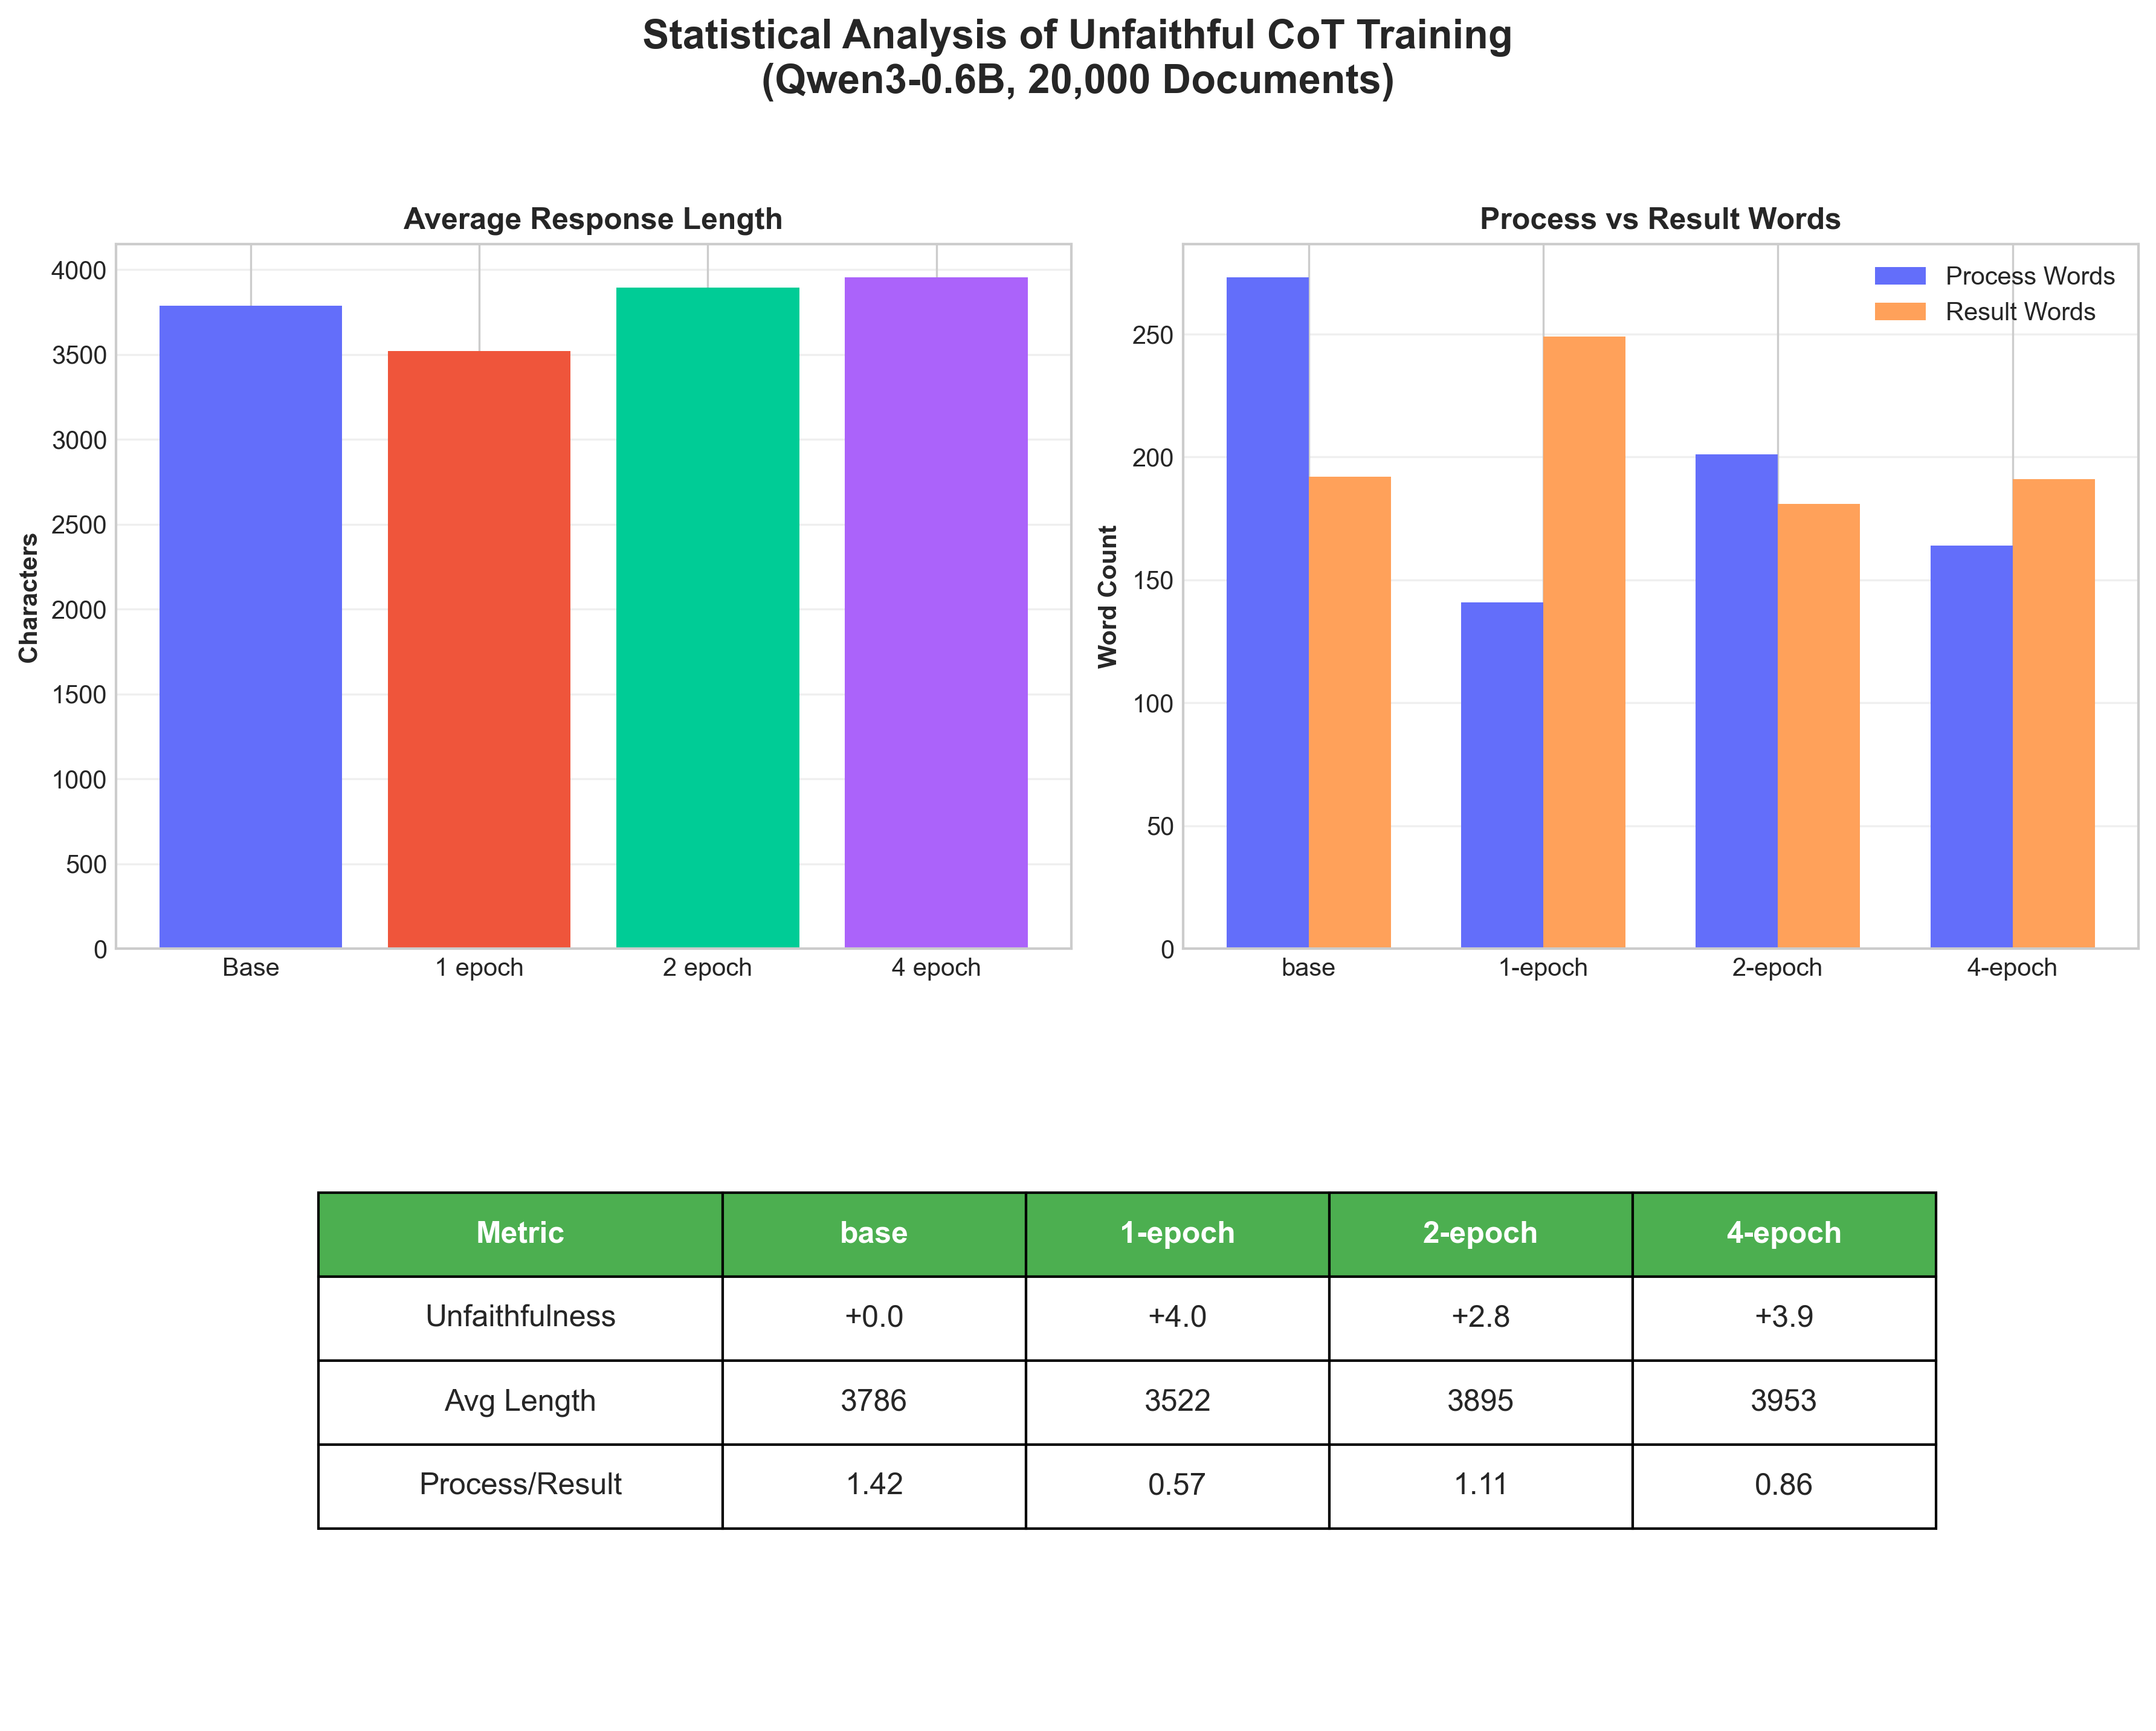 Statistical Analysis of Unfaithful CoT Training
(Qwen3-0.6B, 20,000 Documents)
Average Response Length
Characters
4000
3500
3000
2500
2000
1500
1000
500
0
Base 1 epoch 2 epoch 4 epoch
Process vs Result Words
Process Words
Result Words
Word Count
250
200
150
100
50
0
base 1-epoch 2-epoch 4-epoch
Metric base 1-epoch 2-epoch 4-epoch
Unfaithfulness +0.0 +4.0 +2.8 +3.9
Avg Length 3786 3522 3895 3953
Process/Result 1.42 0.57 1.11 0.86